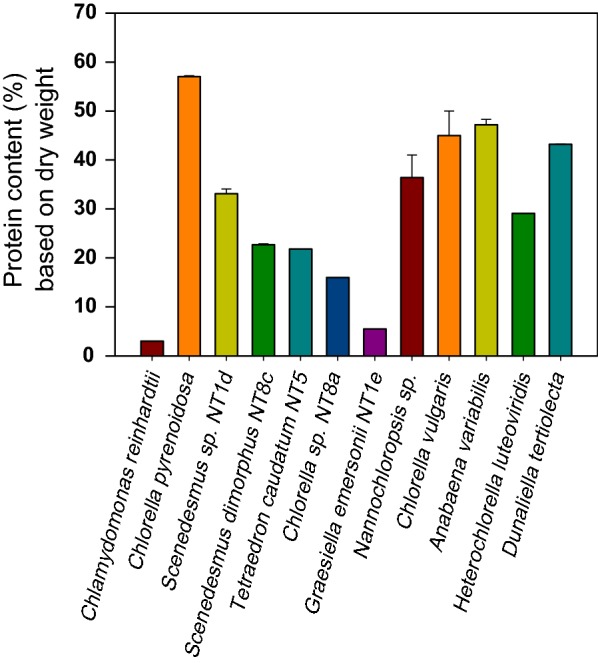 Protein content (%)
based on dry weight
70
60
50
40
30
20
10
0
Chlamydomonas reinhardtii
Chlorella pyrenoidosa
Scenedesmus sp. NT1d
Scenedesmus dimorphus NT8c
Tetraedron caudatum NT5
Chlorella sp. NT8a
Graesiella emersonii NT1e
Nannochloropsis sp.
Chlorella vulgaris
Anabaena variabilis
Heterochlorella luteoviridis
Dunaliella tertiolecta